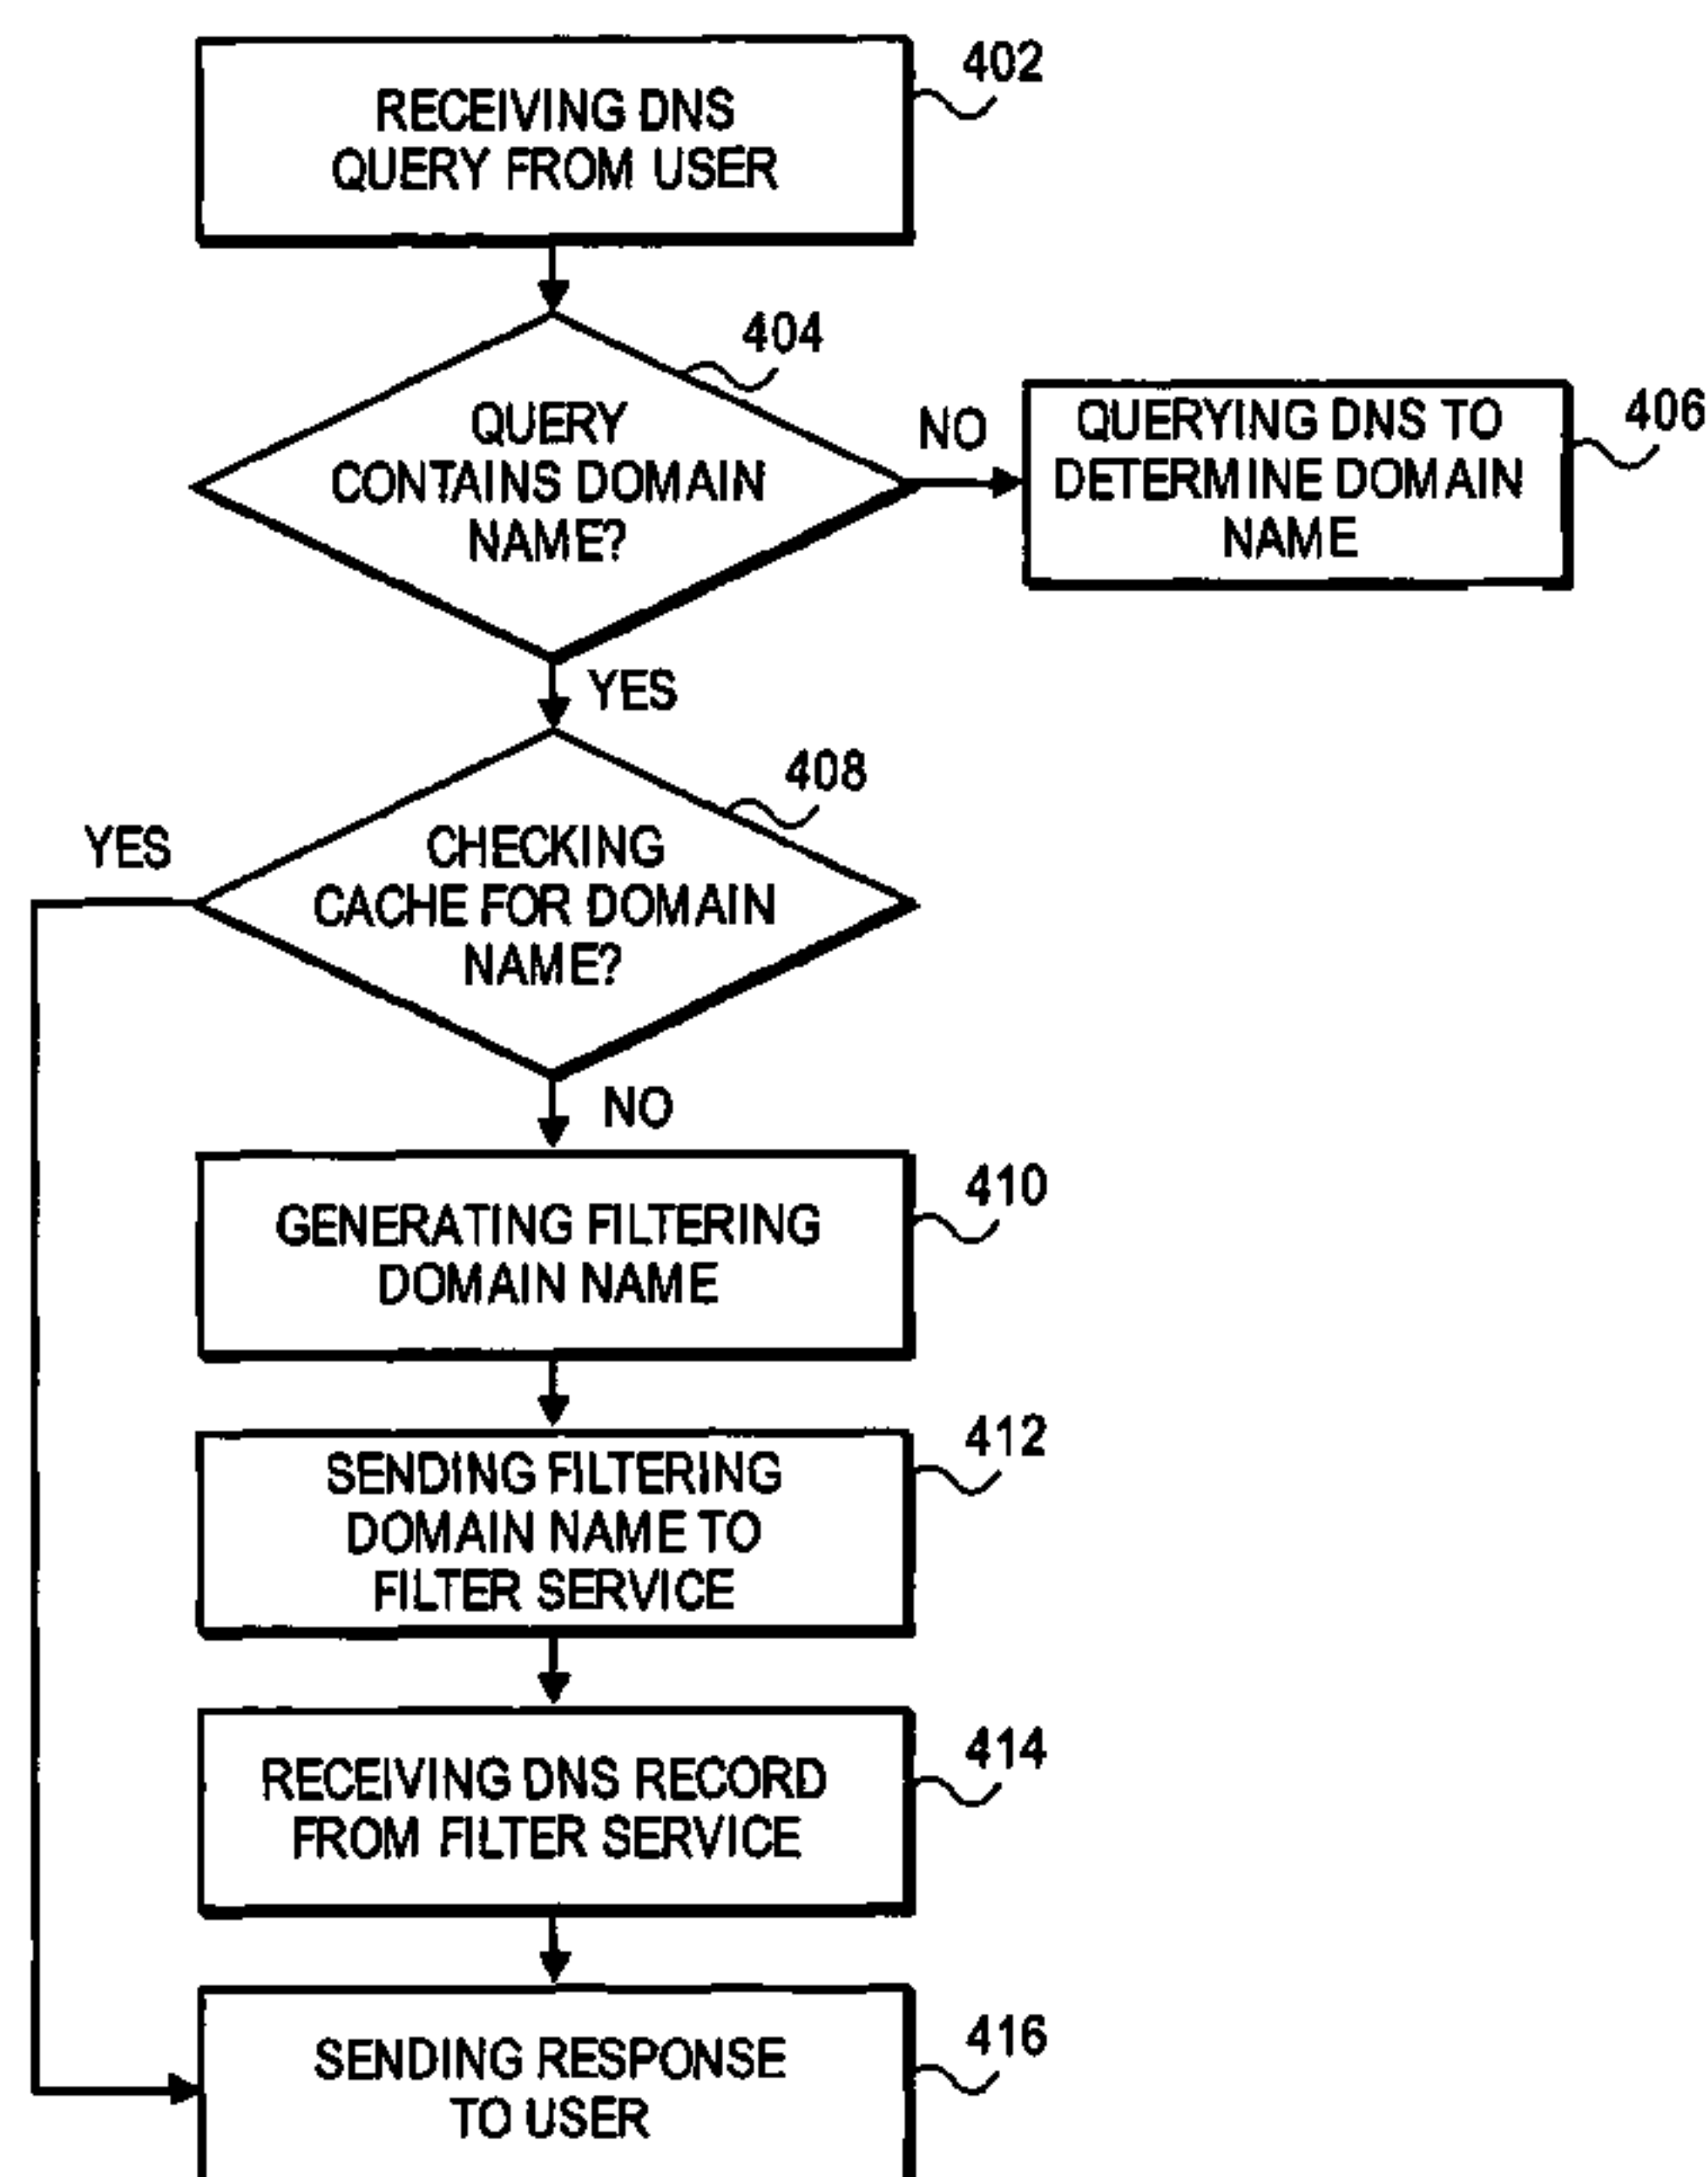 RECEIVING DNS
QUERY FROM USER
402
404
QUERY
CONTAINS DOMAIN
NAME?
NO
QUERYING DNS TO
DETERMINE DOMAIN
NAME
406
YES
408
CHECKING
CACHE FOR DOMAIN
NAME?
YES
NO
GENERATING FILTERING
DOMAIN NAME
410
SENDING FILTERING
DOMAIN NAME TO
FILTER SERVICE
412
RECEIVING DNS RECORD
FROM FILTER SERVICE
414
SENDING RESPONSE
TO USER
416